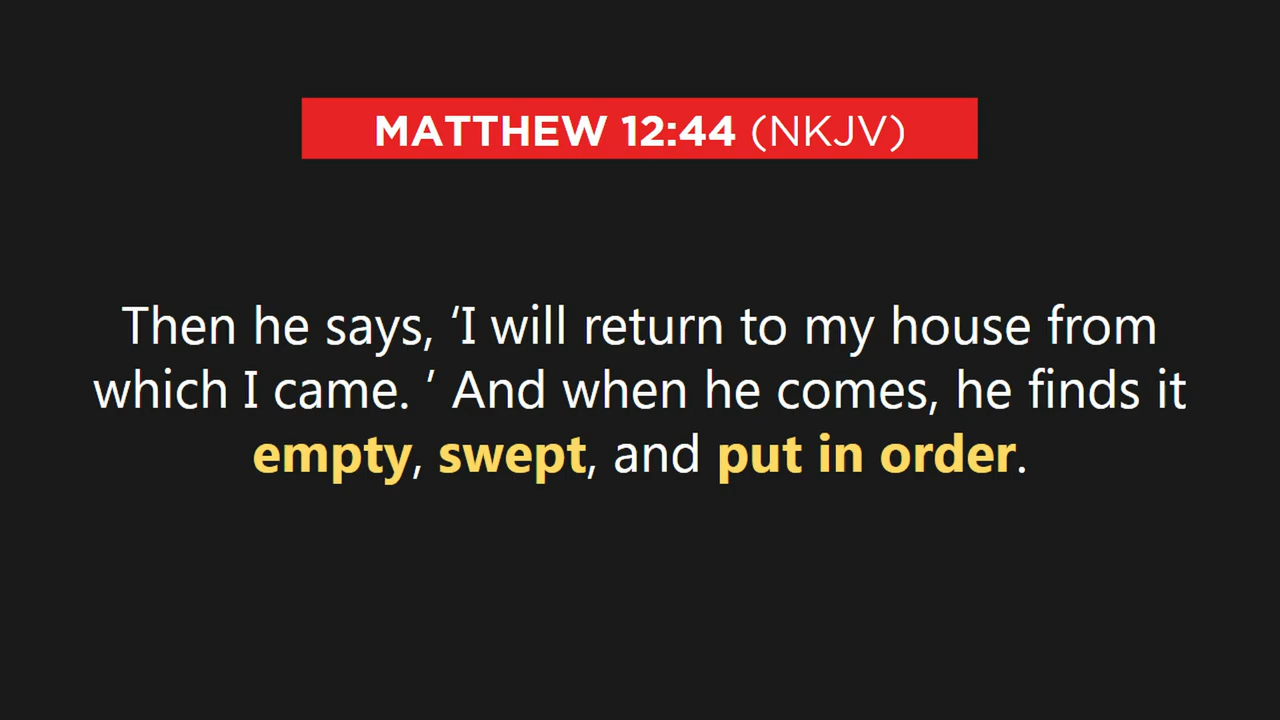 MATTHEW 12:44 (NKJV)
Then he says, ‘I will return to my house from
which I came. ’ And when he comes, he finds it
empty, swept, and put in order.